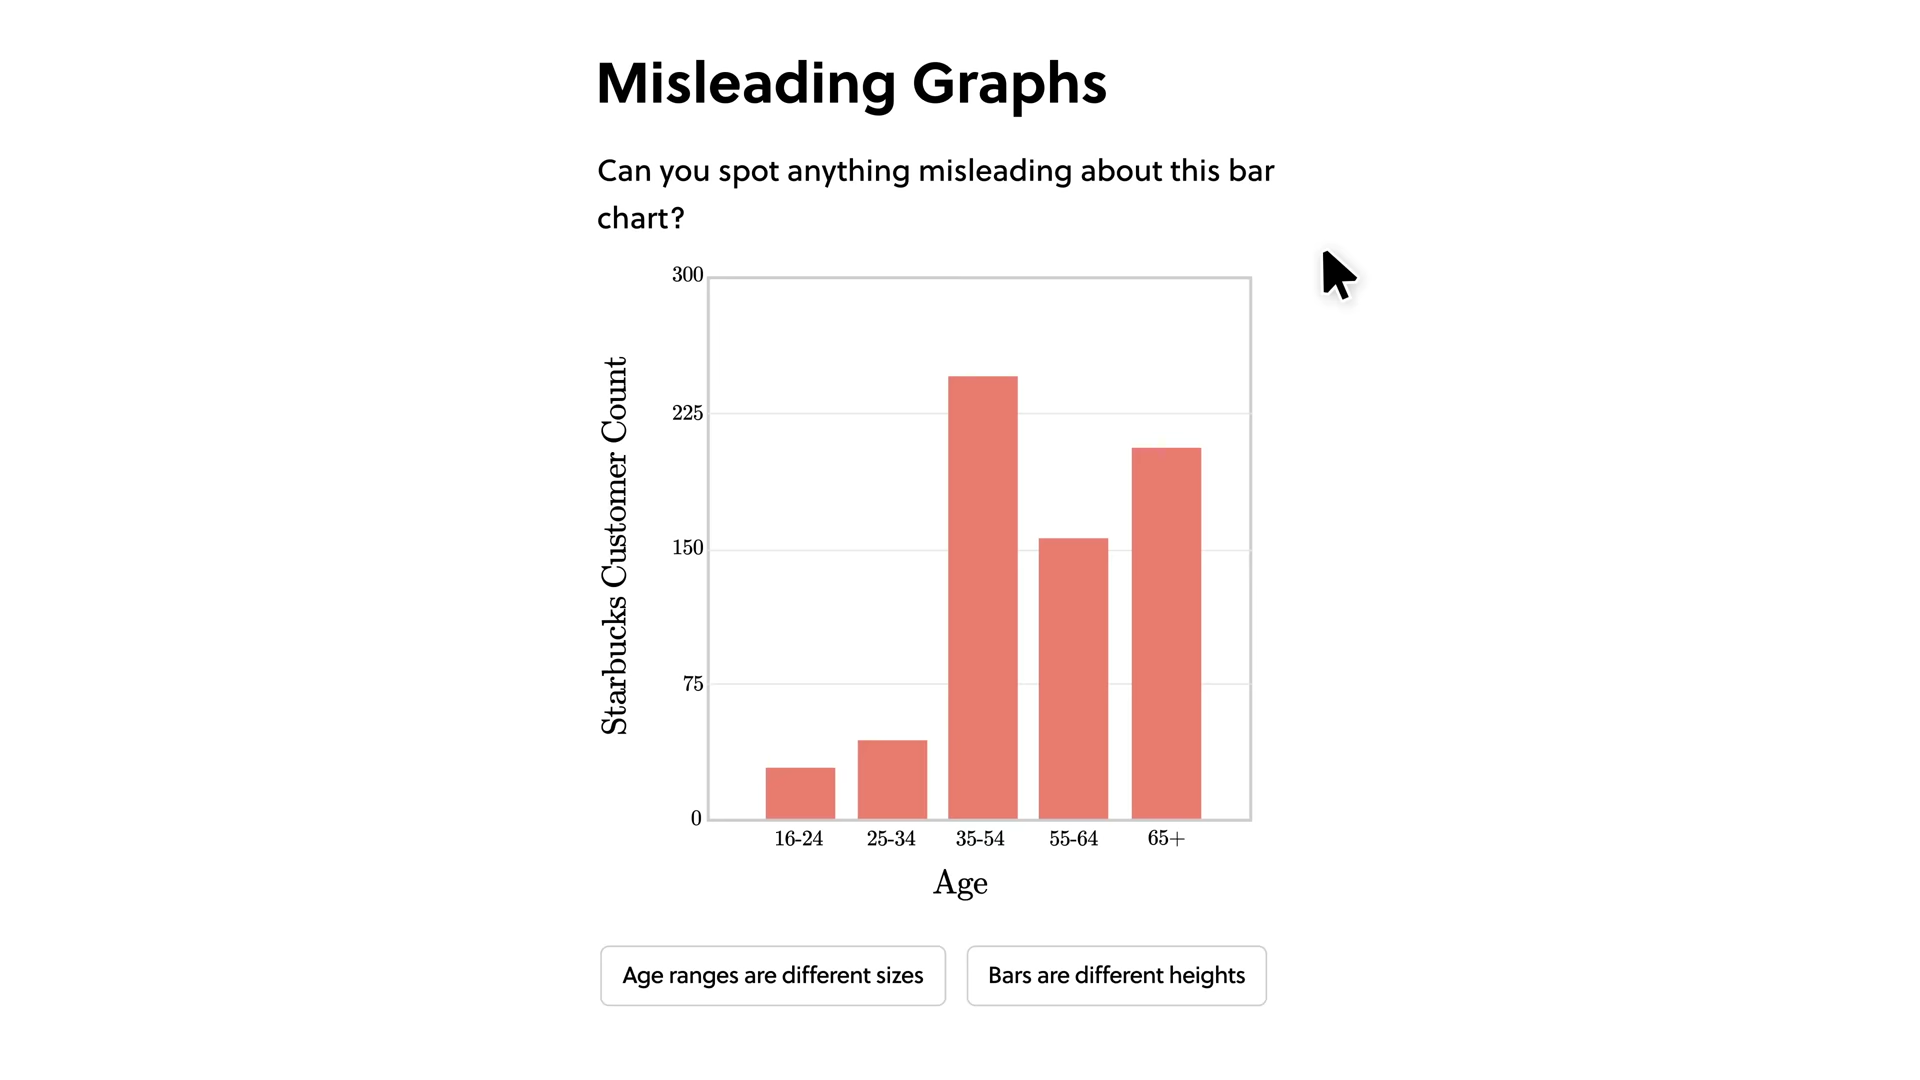 Misleading Graphs
Can you spot anything misleading about this bar
chart?
300
225
150
75
0
Starbucks Customer Count
16-24 25-34 35-54 55-64 65+
Age
Age ranges are different sizes
Bars are different heights